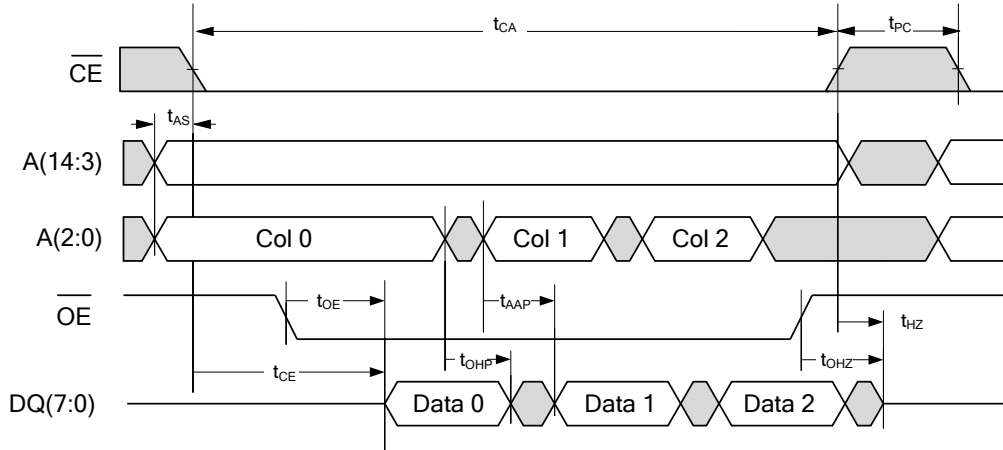 tCA
tPC
CE
tAS
A(14:3)
A(2:0)
Col 0
Col 1
Col 2
OE
tOE
tAAP
tHZ
tCE
tOHP
tOHZ
DQ(7:0)
Data 0
Data 1
Data 2